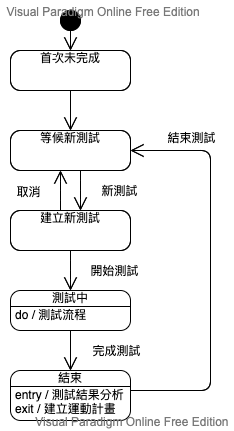 Visual Paradigm Online Free Edition
首次未完成
等候新測試
結束測試
取消
新測試
建立新測試
開始測試
測試中
do / 測試流程
完成測試
結束
entry / 測試結果分析
exit / 建立運動計畫
Visual Paradigm Online Free Edition